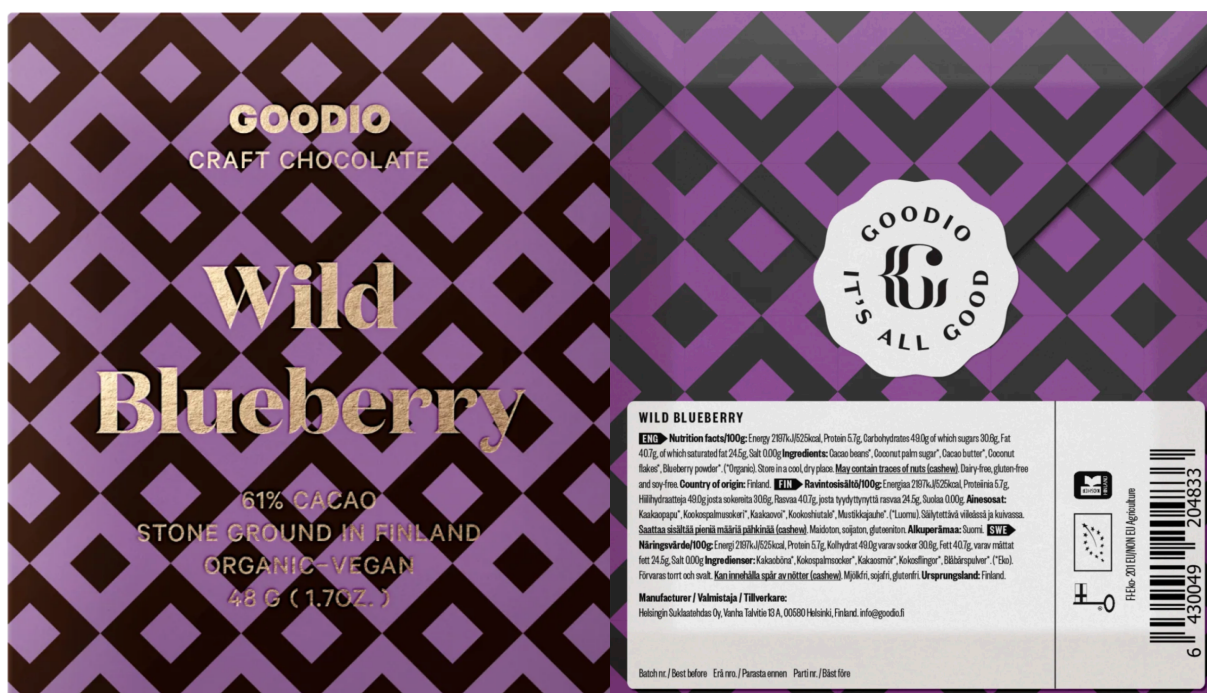 GOODIO
CRAFT CHOCOLATE
Wild
Blueberry
61% CACAO
STONE GROUND IN FINLAND
ORGANIC–VEGAN
48 G ( 1.7OZ. )
GOODIO
IT'S ALL GOOD
WILD BLUEBERRY
ENG Nutrition facts/100g: Energy 2197kJ/525kcal, Protein 5.7g, Carbohydrates 49.0g of which sugars 30.6g, Fat
40.7g, of which saturated fat 24.5g, Salt 0.00g Ingredients: Cacao beans*, Coconut palm sugar*, Cacao butter*, Coconut
flakes*, Blueberry powder*. (*Organic). Store in a cool, dry place. May contain traces of nuts (cashew). Dairy-free, gluten-free
and soy-free. Country of origin: Finland. FIN Ravintosisältö/100g: Energiaa 2197kJ/525kcal, Proteiinia 5.7g,
Hiilihydraatteja 49.0g josta sokereita 30.6g, Rasvaa 40.7g, josta tyydyttynyttä rasvaa 24.5g, Suolaa 0.00g. Ainesosat:
Kaakaopapu*, Kookospalmusokeri*, Kaakaovoi*, Kookoshiutale*, Mustikkajauhe*. (*Luomu). Säilytettävä viileässä ja kuivassa.
Saattaa sisältää pieniä määriä pähkinää (cashew). Maidoton, soijaton, gluteeniton. Alkuperämaa: Suomi. SWE
Näringsvärde/100g: Energi 2197kJ/525kcal, Protein 5.7g, Kolhydrat 49.0g varav socker 30.6g, Fett 40.7g, varav mättat
fett 24.5g, Salt 0.00g Ingredienser: Kakaoböna*, Kokospalmsocker*, Kakaosmör*, Kokosflingor*, Blåbärspulver*. (*Eko).
Förvaras torrt och svalt. Kan innehålla spår av nötter (cashew). Mjölkfri, sojafri, glutenfri. Ursprungsland: Finland.
Manufacturer / Valmistaja / Tillverkare:
Helsingin Suklaatehdas Oy, Vanha Talvitie 13 A, 00580 Helsinki, Finland. info@goodio.fi
Batch nr. / Best before Erä nro. / Parasta ennen Parti nr. / Bäst före
FI-Eko- 201 EU/NON EU Agriculture
6 430049 204833